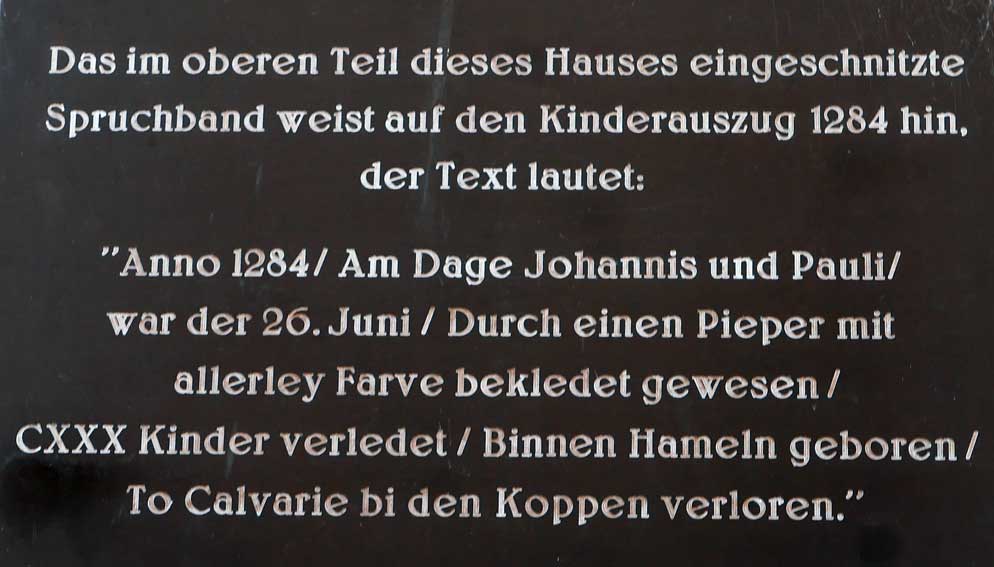 Das im oberen Teil dieses Hauses eingeschnitzte
Spruchband weist auf den Kinderauszug 1284 hin,
der Text lautet:
"Anno 1284/ Am Dage Johannis und Pauli/
war der 26. Juni / Durch einen Pieper mit
allerley Farve bekledet gewesen /
CXXX Kinder verledet / Binnen Hameln geboren /
To Calvarie bi den Koppen verloren."